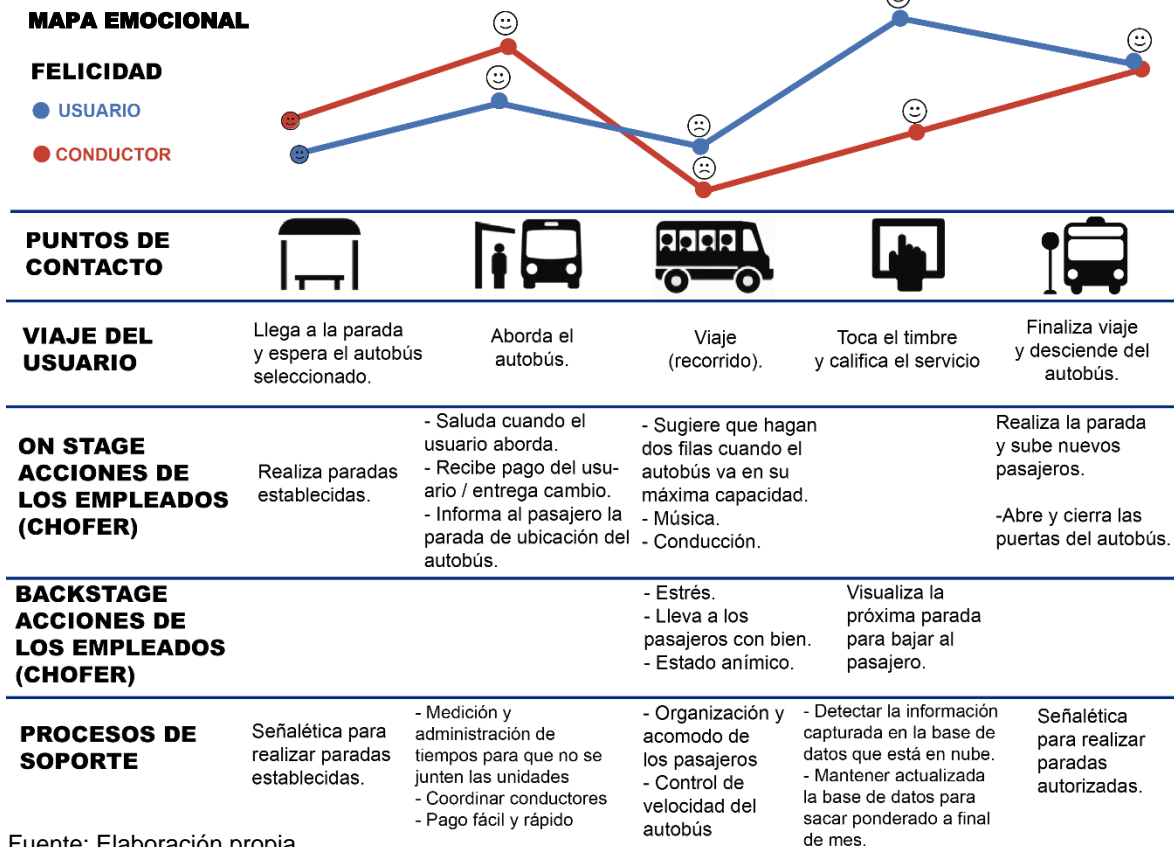 MAPA EMOCIONAL
FELICIDAD
USUARIO
CONDUCTOR
PUNTOS DE
CONTACTO
VIAJE DEL
USUARIO
Llega a la parada
y espera el autobús
seleccionado.
Aborda el
autobús.
Viaje
(recorrido).
Toca el timbre
y califica el servicio
Finaliza viaje
y desciende del
autobús.
ON STAGE
ACCIONES DE
LOS EMPLEADOS
(CHOFER)
Realiza paradas
establecidas.
- Saluda cuando el
usuario aborda.
- Recibe pago del usu-
ario / entrega cambio.
- Informa al pasajero la
parada de ubicación del
autobús.
- Sugiere que hagan
dos filas cuando el
autobús va en su
máxima capacidad.
- Música.
- Conducción.
Realiza la parada
y sube nuevos
pasajeros.
-Abre y cierra las
puertas del autobús.
BACKSTAGE
ACCIONES DE
LOS EMPLEADOS
(CHOFER)
- Estrés.
- Lleva a los
pasajeros con bien.
- Estado anímico.
Visualiza la
próxima parada
para bajar al
pasajero.
PROCESOS DE
SOPORTE
Señalética para
realizar paradas
establecidas.
- Medición y
administración de
tiempos para que no se
junten las unidades
- Coordinar conductores
- Pago fácil y rápido
- Organización y
acomodo de
los pasajeros
- Control de
velocidad del
autobús
- Detectar la información
capturada en la base de
datos que está en nube.
- Mantener actualizada
la base de datos para
sacar ponderado a final
de mes.
Señalética
para realizar
paradas
autorizadas.
Fuente: Elaboración propia